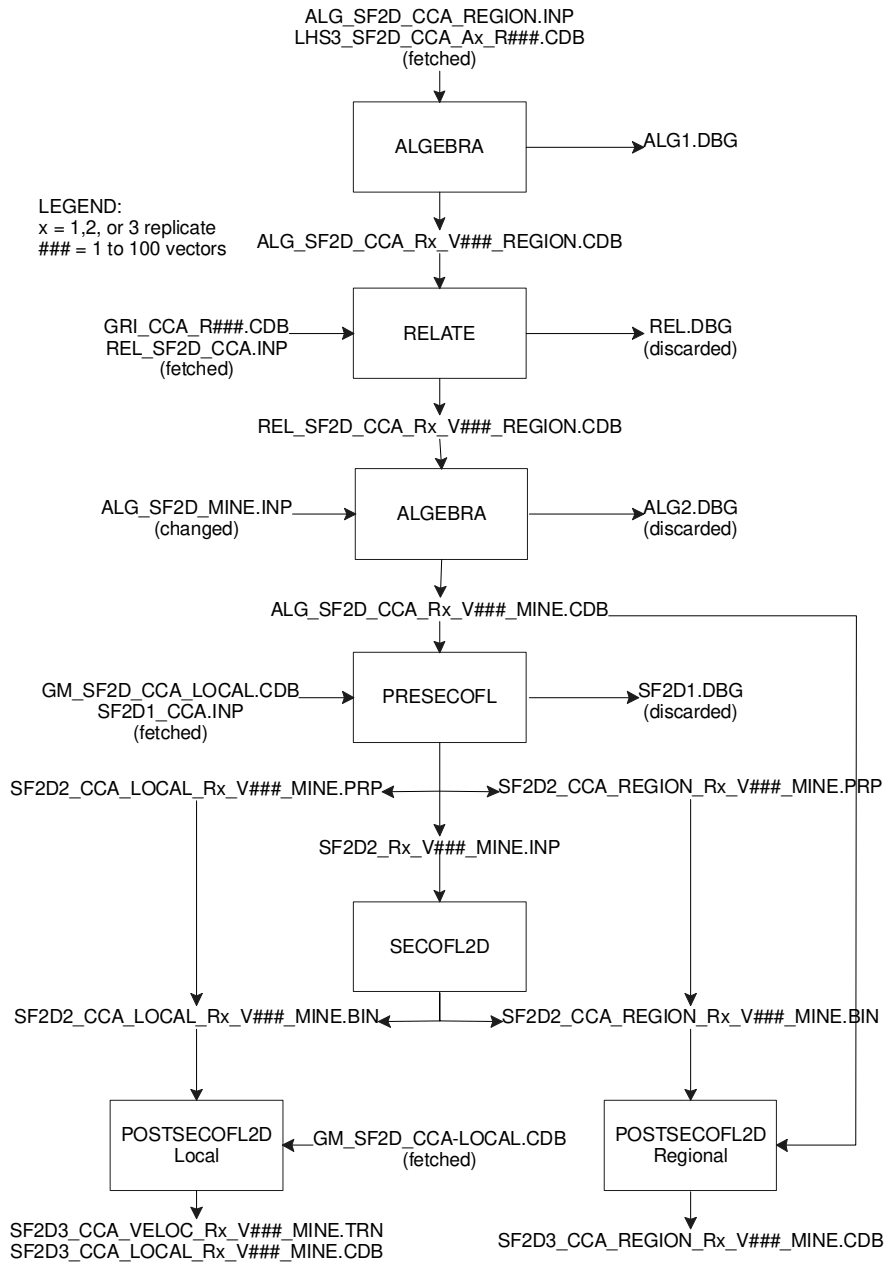 ALG_SF2D_CCA_REGION.INP
LHS3_SF2D_CCA_Ax_R###.CDB
(fetched)
ALGEBRA
ALG1.DBG
LEGEND:
x = 1,2, or 3 replicate
### = 1 to 100 vectors
ALG_SF2D_CCA_Rx_V###_REGION.CDB
GRI_CCA_R###.CDB
REL_SF2D_CCA.INP
(fetched)
RELATE
REL.DBG
(discarded)
REL_SF2D_CCA_Rx_V###_REGION.CDB
ALG_SF2D_MINE.INP
(changed)
ALGEBRA
ALG2.DBG
(discarded)
ALG_SF2D_CCA_Rx_V###_MINE.CDB
GM_SF2D_CCA_LOCAL.CDB
SF2D1_CCA.INP
(fetched)
PRESECOFL
SF2D1.DBG
(discarded)
SF2D2_CCA_LOCAL_Rx_V###_MINE.PRP
SF2D2_CCA_REGION_Rx_V###_MINE.PRP
SF2D2_Rx_V###_MINE.INP
SECOFL2D
SF2D2_CCA_LOCAL_Rx_V###_MINE.BIN
SF2D2_CCA_REGION_Rx_V###_MINE.BIN
POSTSECOFL2D
Local
GM_SF2D_CCA-LOCAL.CDB
(fetched)
POSTSECOFL2D
Regional
SF2D3_CCA_VELOC_Rx_V###_MINE.TRN
SF2D3_CCA_LOCAL_Rx_V###_MINE.CDB
SF2D3_CCA_REGION_Rx_V###_MINE.CDB